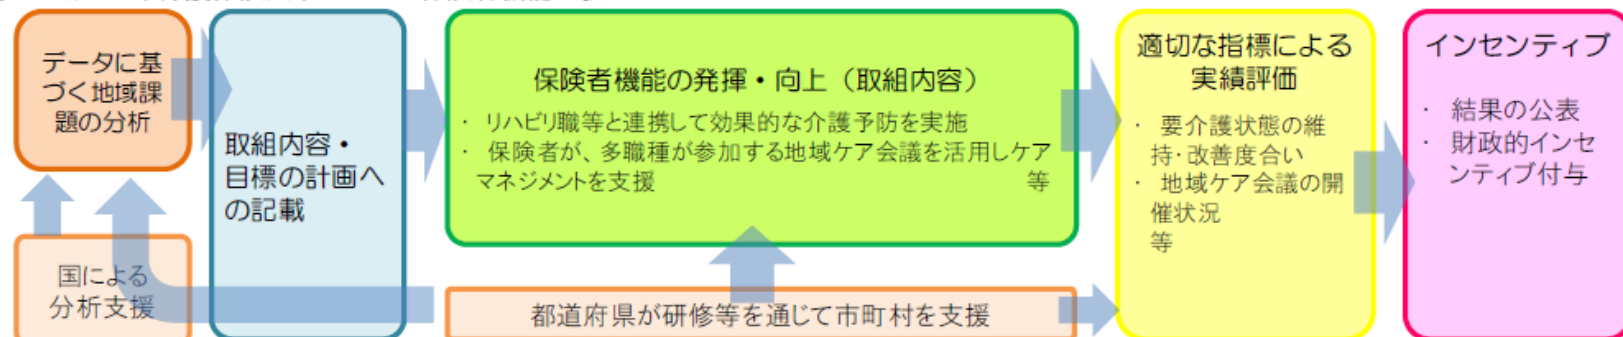 データに基
づく地域課
題の分析
国による
分析支援
取組内容・
目標の計画へ
の記載
保険者機能の発揮・向上（取組内容）
・ リハビリ職等と連携して効果的な介護予防を実施
・ 保険者が、多職種が参加する地域ケア会議を活用しケア
マネジメントを支援 等
都道府県が研修等を通じて市町村を支援
適切な指標による
実績評価
・ 要介護状態の維
持・改善度合い
・ 地域ケア会議の開
催状況
等
インセンティブ
・ 結果の公表
・ 財政的インセ
ンティブ付与